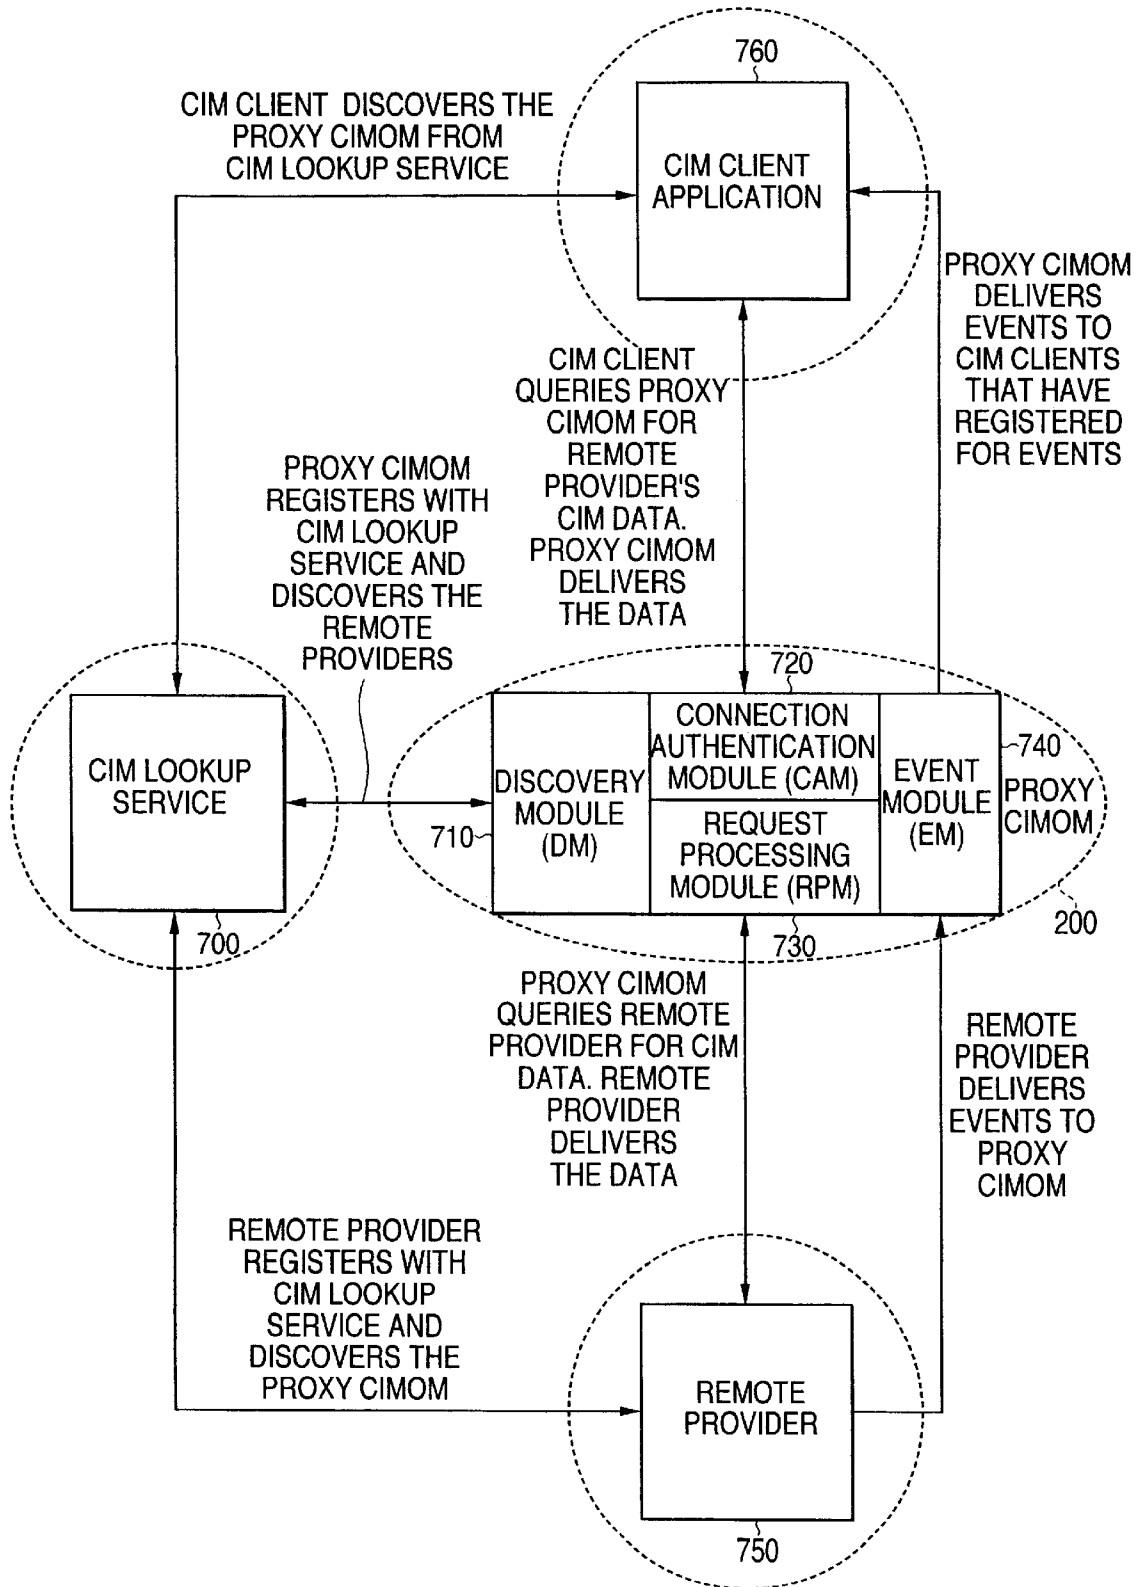 760
CIM CLIENT DISCOVERS THE
PROXY CIMOM FROM
CIM LOOKUP SERVICE
CIM CLIENT
APPLICATION
PROXY CIMOM
DELIVERS
EVENTS TO
CIM CLIENTS
THAT HAVE
REGISTERED
FOR EVENTS
CIM CLIENT
QUERIES PROXY
CIMOM FOR
REMOTE
PROVIDER'S
CIM DATA.
PROXY CIMOM
DELIVERS
THE DATA
PROXY CIMOM
REGISTERS WITH
CIM LOOKUP
SERVICE AND
DISCOVERS THE
REMOTE
PROVIDERS
CIM LOOKUP
SERVICE
700
DISCOVERY
MODULE
(DM)
710
720
CONNECTION
AUTHENTICATION
MODULE (CAM)
REQUEST
PROCESSING
MODULE (RPM)
730
EVENT
MODULE
(EM)
740
PROXY
CIMOM
200
PROXY CIMOM
QUERIES REMOTE
PROVIDER FOR CIM
DATA. REMOTE
PROVIDER
DELIVERS
THE DATA
REMOTE
PROVIDER
DELIVERS
EVENTS TO
PROXY
CIMOM
REMOTE PROVIDER
REGISTERS WITH
CIM LOOKUP
SERVICE AND
DISCOVERS THE
PROXY CIMOM
REMOTE
PROVIDER
750